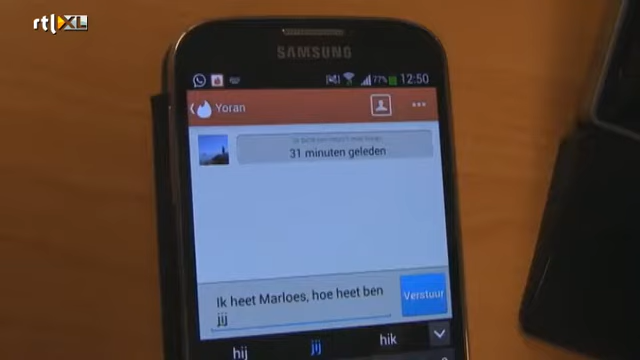 rtl XL
SAMSUNG
77% 12:50
Yoran
31 minuten geleden
Ik heet Marloes, hoe heet ben
jij
Verstuur
hij jij hik